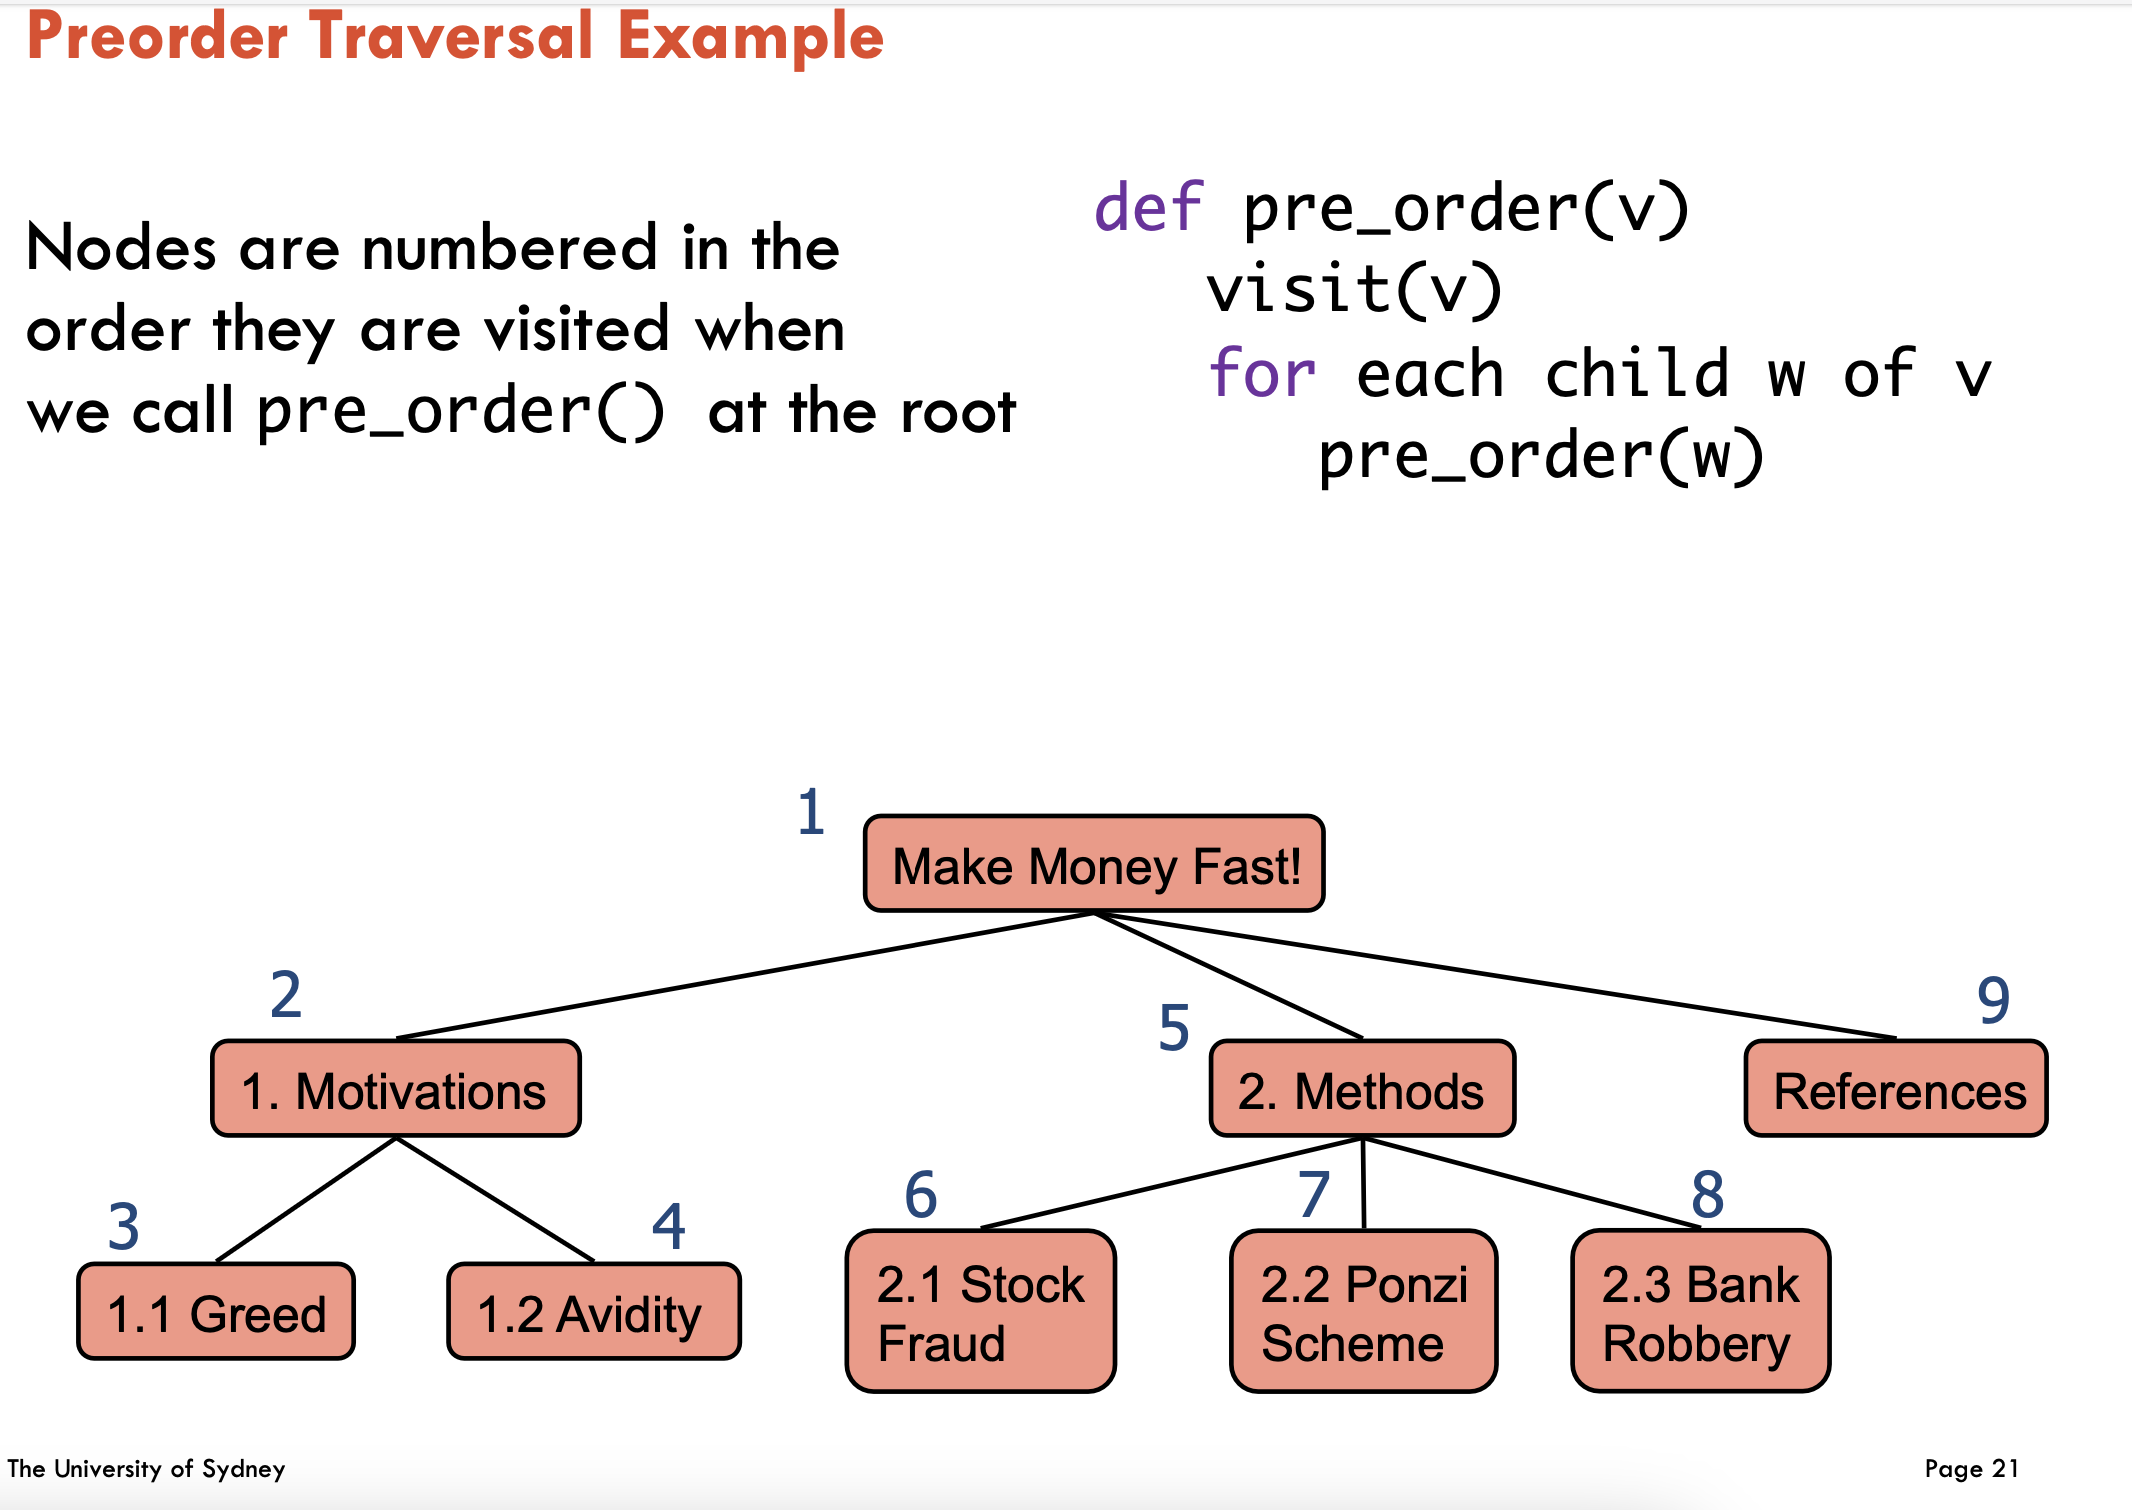 Preorder Traversal Example
Nodes are numbered in the
order they are visited when
we call pre_order() at the root
def pre_order(v)
visit(v)
for each child w of v
pre_order(w)
1
Make Money Fast!
2
5
9
1. Motivations
2. Methods
References
3
4
6
7
8
1.1 Greed
1.2 Avidity
2.1 Stock
Fraud
2.2 Ponzi
Scheme
2.3 Bank
Robbery
The University of Sydney
Page 21